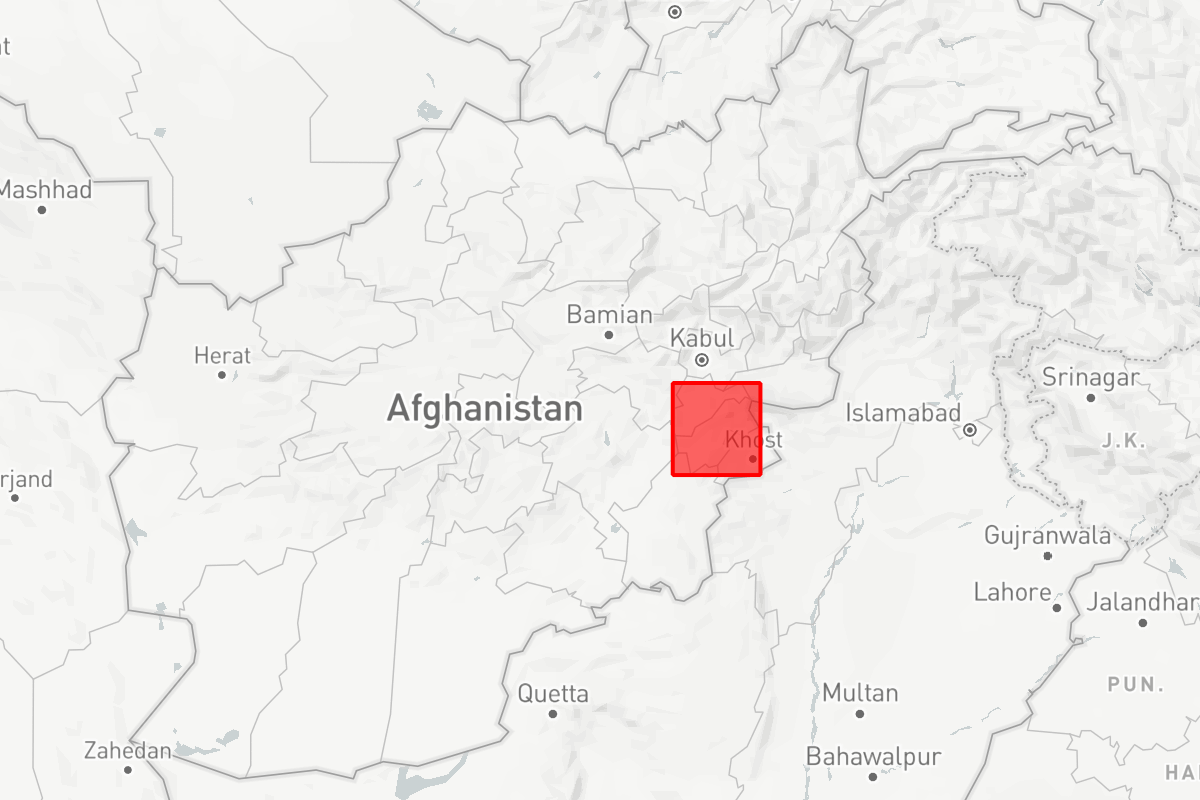 Mashhad
Bamian
Kabul
Herat
Srinagar
Afghanistan
Islamabad
Khost
J.K.
rjand
Gujranwala
Lahore
Jalandhar
PUN.
Quetta
Multan
Zahedan
Bahawalpur
HA